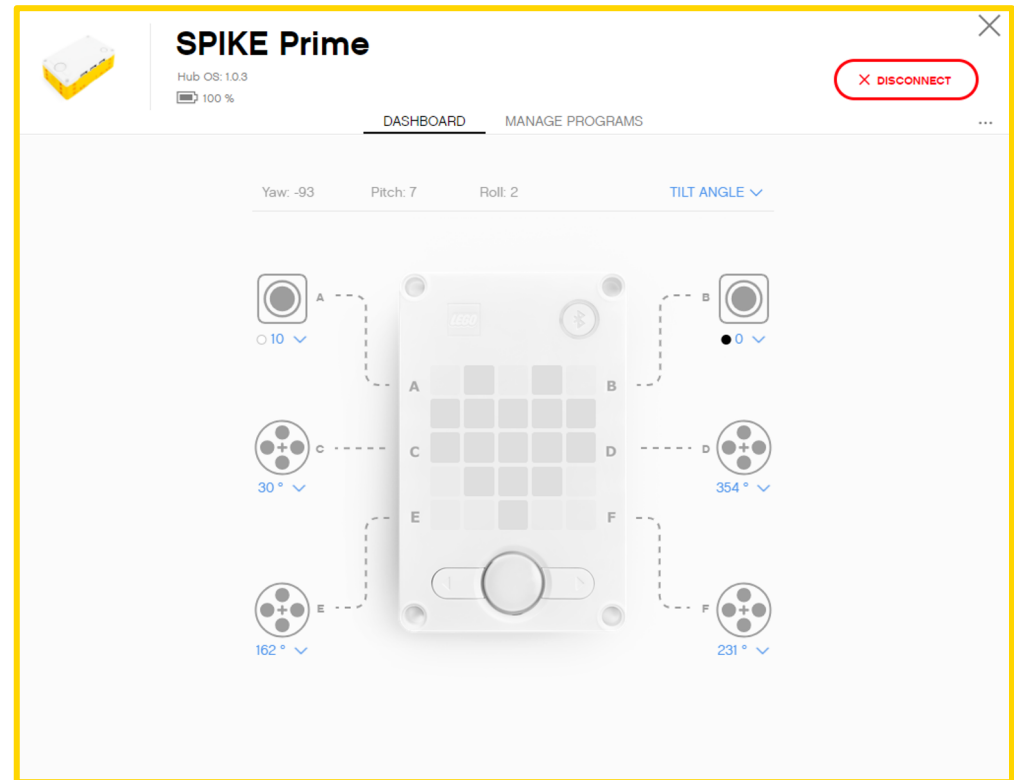 SPIKE Prime
Hub OS: 1.0.3
100 %
DISCONNECT
DASHBOARD MANAGE PROGRAMS
...
Yaw: -93 Pitch: 7 Roll: 2 TILT ANGLE
LEGO
A B
10 0
A B
C D
C D
30 ° 354 °
E F
E F
162 ° 231 °